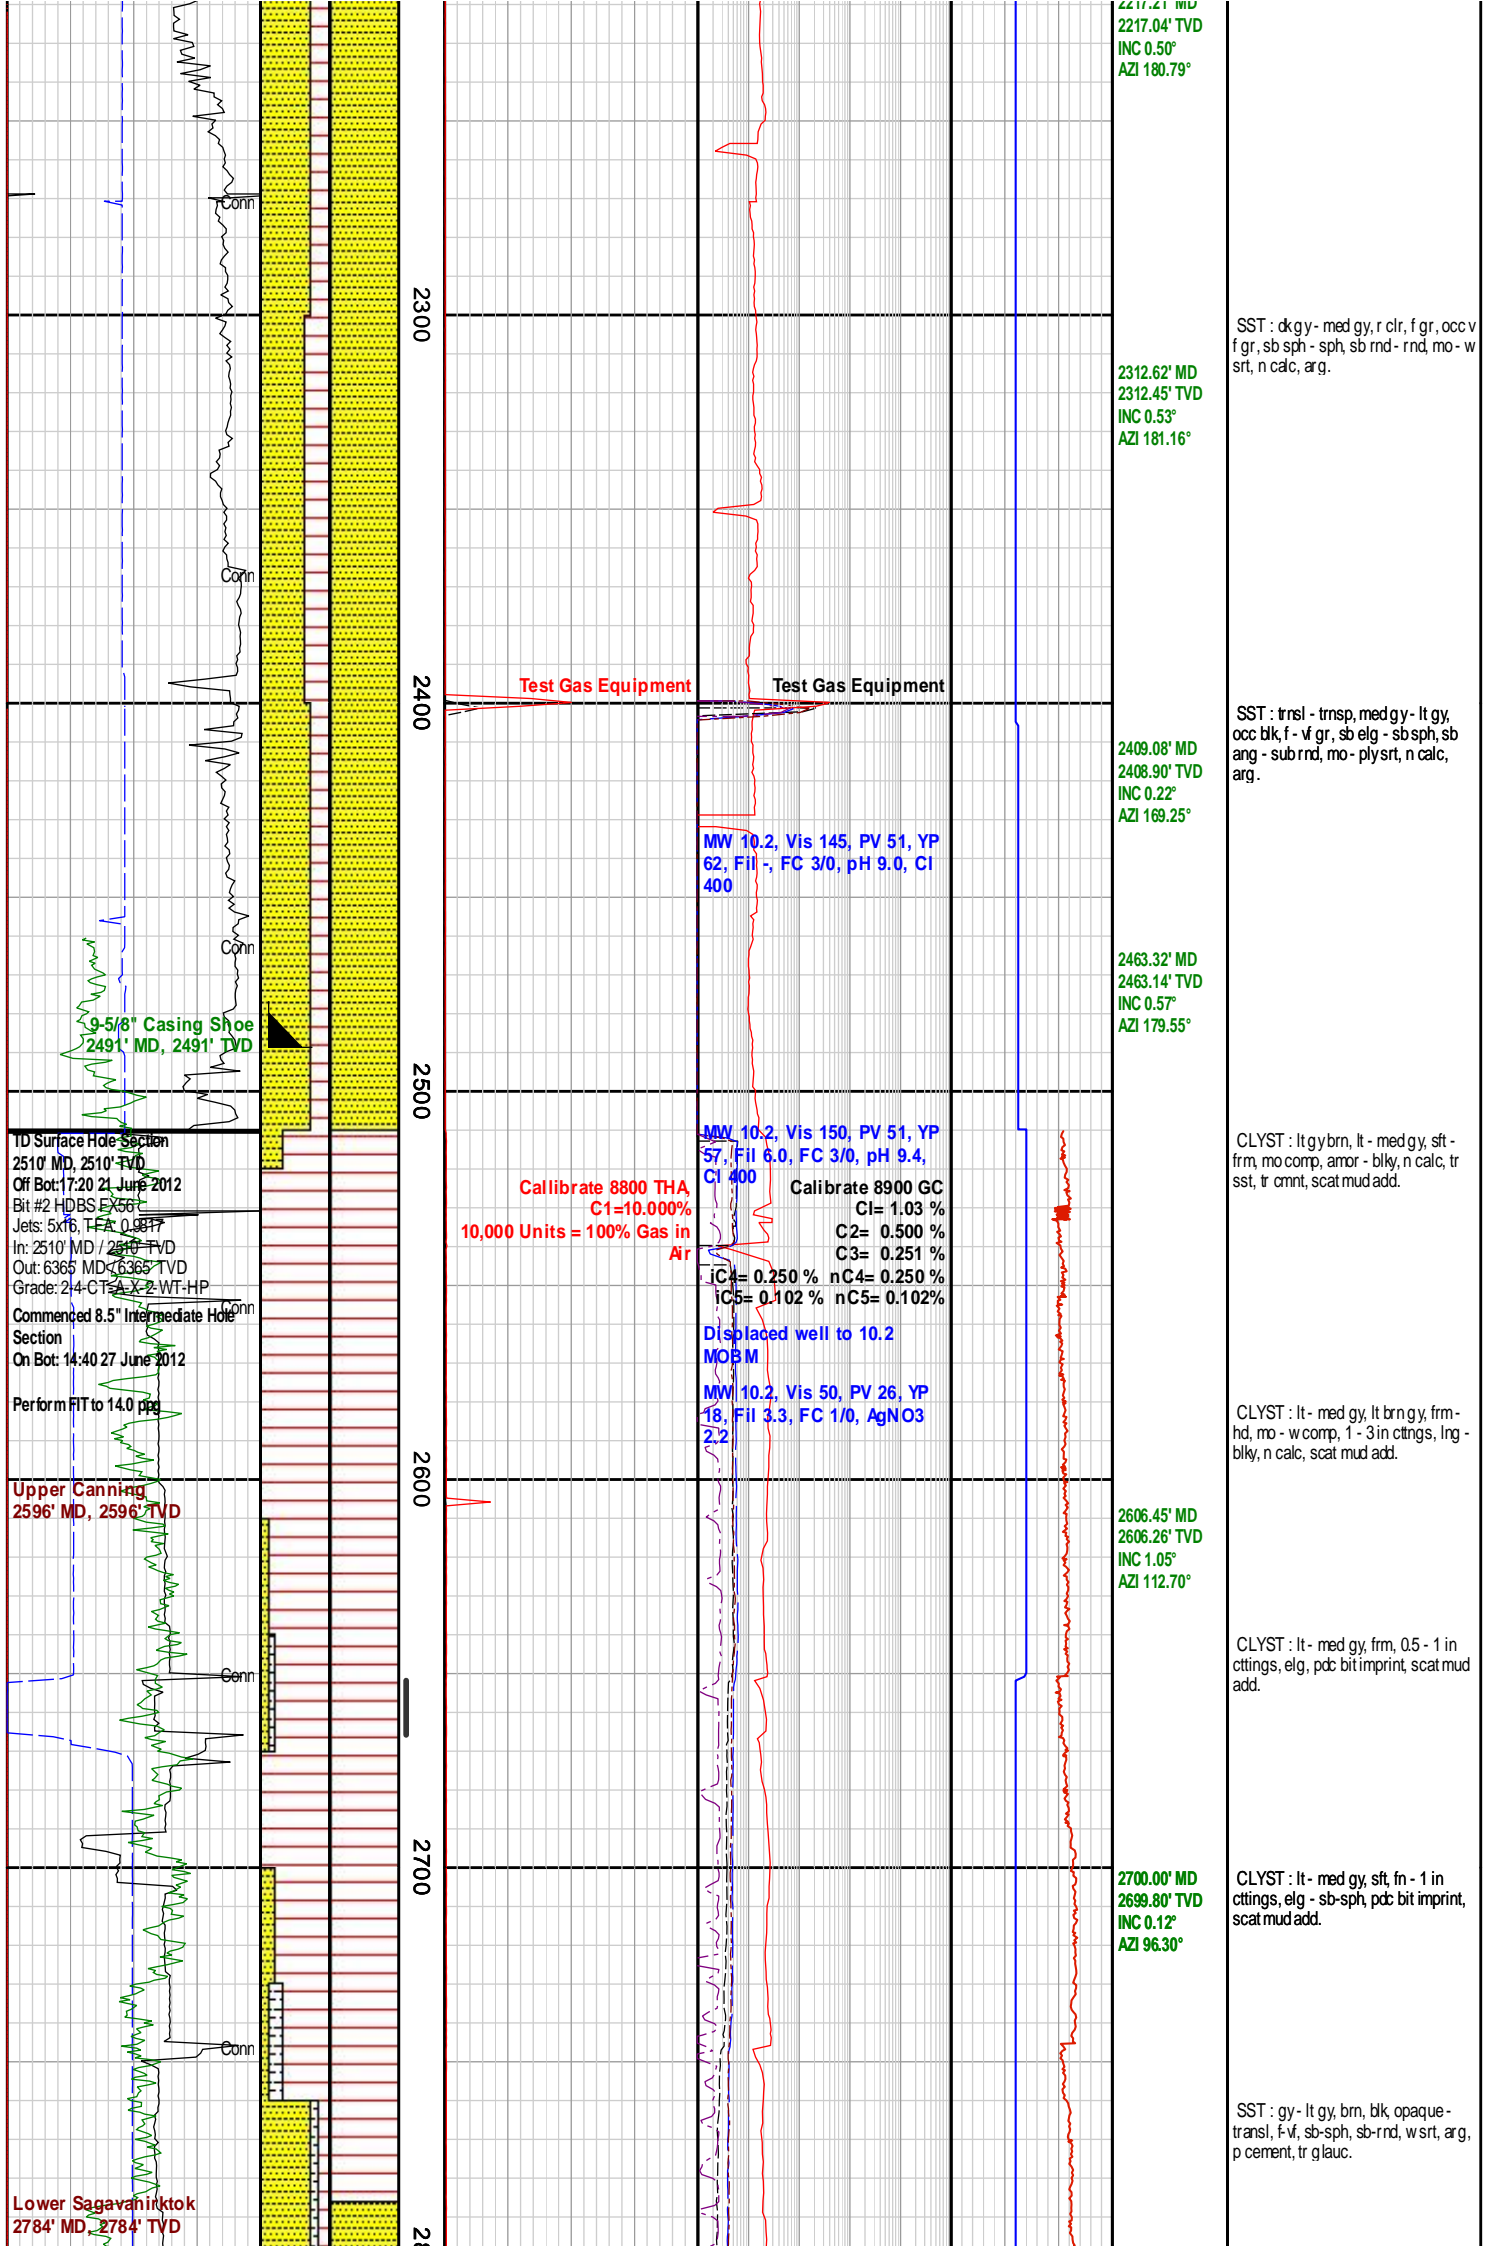 2217.21' MD
2217.04' TVD
INC 0.50°
AZI 180.79°
Conn
2300
SST : dk gy - med gy, r clr, f gr, occ v
f gr, sb sph - sph, sb rnd - rnd, mo - w
srt, n calc, arg.
2312.62' MD
2312.45' TVD
INC 0.53°
AZI 181.16°
Conn
Test Gas Equipment
Test Gas Equipment
2400
SST : trnsl - trnsp, med gy - lt gy,
occ blk, f - vf gr, sb elg - sb sph, sb
ang - sub rnd, mo - ply srt, n calc,
arg.
2409.08' MD
2408.90' TVD
INC 0.22°
AZI 169.25°
MW 10.2, Vis 145, PV 51, YP
62, Fil -, FC 3/0, pH 9.0, Cl
400
Conn
2463.32' MD
2463.14' TVD
INC 0.57°
AZI 179.55°
9-5/8" Casing Shoe
2491' MD, 2491' TVD
2500
TD Surface Hole Section
2510' MD, 2510' TVD
Off Bot:17:20 21 June 2012
Bit #2 HDBS FX56
Jets: 5x16, TFA 0.9817
In: 2510' MD / 2510' TVD
Out: 6365' MD / 6365' TVD
Grade: 2-4-CT-A-X-2-WT-HP
Conn
Commenced 8.5" Intermediate Hole
Section
On Bot: 14:40 27 June 2012
Perform FIT to 14.0 ppg
MW 10.2, Vis 150, PV 51, YP
57, Fil 6.0, FC 3/0, pH 9.4,
Cl 400
Callibrate 8800 THA,
C1=10.000%
10,000 Units = 100% Gas in
Air
Calibrate 8900 GC
Cl= 1.03 %
C2= 0.500 %
C3= 0.251 %
iC4= 0.250 % nC4= 0.250 %
iC5= 0.102 % nC5= 0.102%
Displaced well to 10.2
MOBM
MW 10.2, Vis 50, PV 26, YP
18, Fil 3.3, FC 1/0, AgNO3
2.2
CLYST : lt gy brn, lt - med gy, sft -
frm, mo comp, amor - blky, n calc, tr
sst, tr cmnt, scat mud add.
CLYST : lt - med gy, lt brn gy, frm -
hd, mo - w comp, 1 - 3 in cttngs, lng -
blky, n calc, scat mud add.
2600
Upper Canning
2596' MD, 2596' TVD
2606.45' MD
2606.26' TVD
INC 1.05°
AZI 112.70°
CLYST : lt - med gy, frm, 0.5 - 1 in
cttings, elg, pdc bit imprint, scat mud
add.
Conn
2700
2700.00' MD
2699.80' TVD
INC 0.12°
AZI 96.30°
CLYST : lt - med gy, sft, fn - 1 in
cttings, elg - sb-sph, pdc bit imprint,
scat mud add.
Conn
SST : gy - lt gy, brn, blk, opaque -
transl, f-vf, sb-sph, sb-rnd, w srt, arg,
p cement, tr glauc.
Lower Sagavanirktok
2784' MD, 2784' TVD